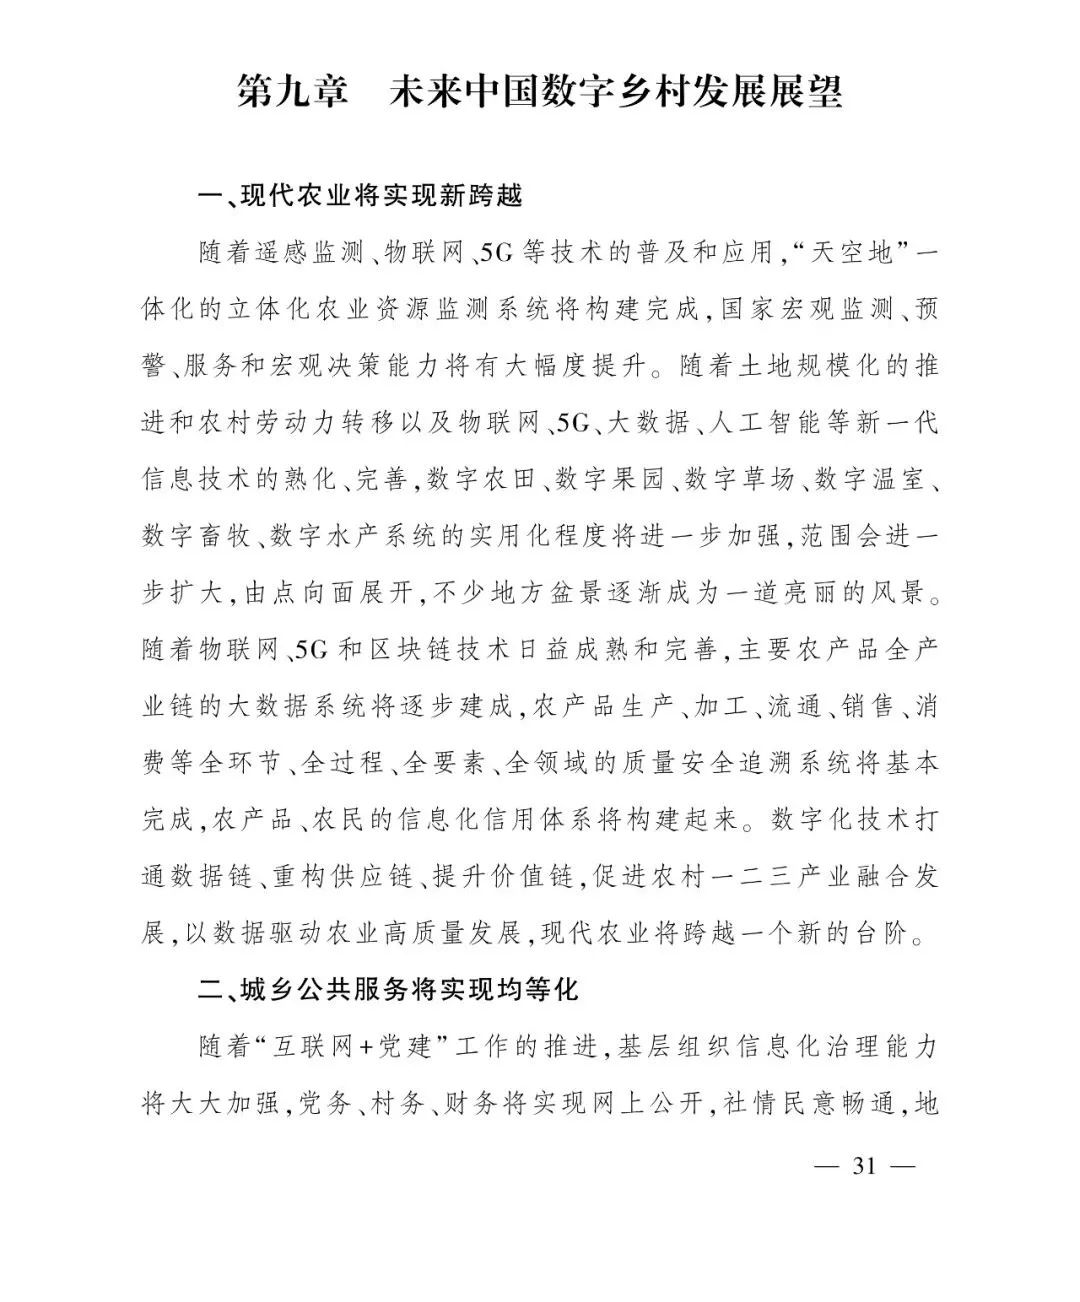 第九章　未来中国数字乡村发展展望
一、现代农业将实现新跨越
随着遥感监测、物联网、5G等技术的普及和应用，“天空地”一
体化的立体化农业资源监测系统将构建完成，国家宏观监测、预
警、服务和宏观决策能力将有大幅度提升。随着土地规模化的推
进和农村劳动力转移以及物联网、5G、大数据、人工智能等新一代
信息技术的熟化、完善，数字农田、数字果园、数字草场、数字温室、
数字畜牧、数字水产系统的实用化程度将进一步加强，范围会进一
步扩大，由点向面展开，不少地方盆景逐渐成为一道亮丽的风景。
随着物联网、5G和区块链技术日益成熟和完善，主要农产品全产
业链的大数据系统将逐步建成，农产品生产、加工、流通、销售、消
费等全环节、全过程、全要素、全领域的质量安全追溯系统将基本
完成，农产品、农民的信息化信用体系将构建起来。数字化技术打
通数据链、重构供应链、提升价值链，促进农村一二三产业融合发
展，以数据驱动农业高质量发展，现代农业将跨越一个新的台阶。
二、城乡公共服务将实现均等化
随着“互联网+党建”工作的推进，基层组织信息化治理能力
将大大加强，党务、村务、财务将实现网上公开，社情民意畅通，地
— 31 —